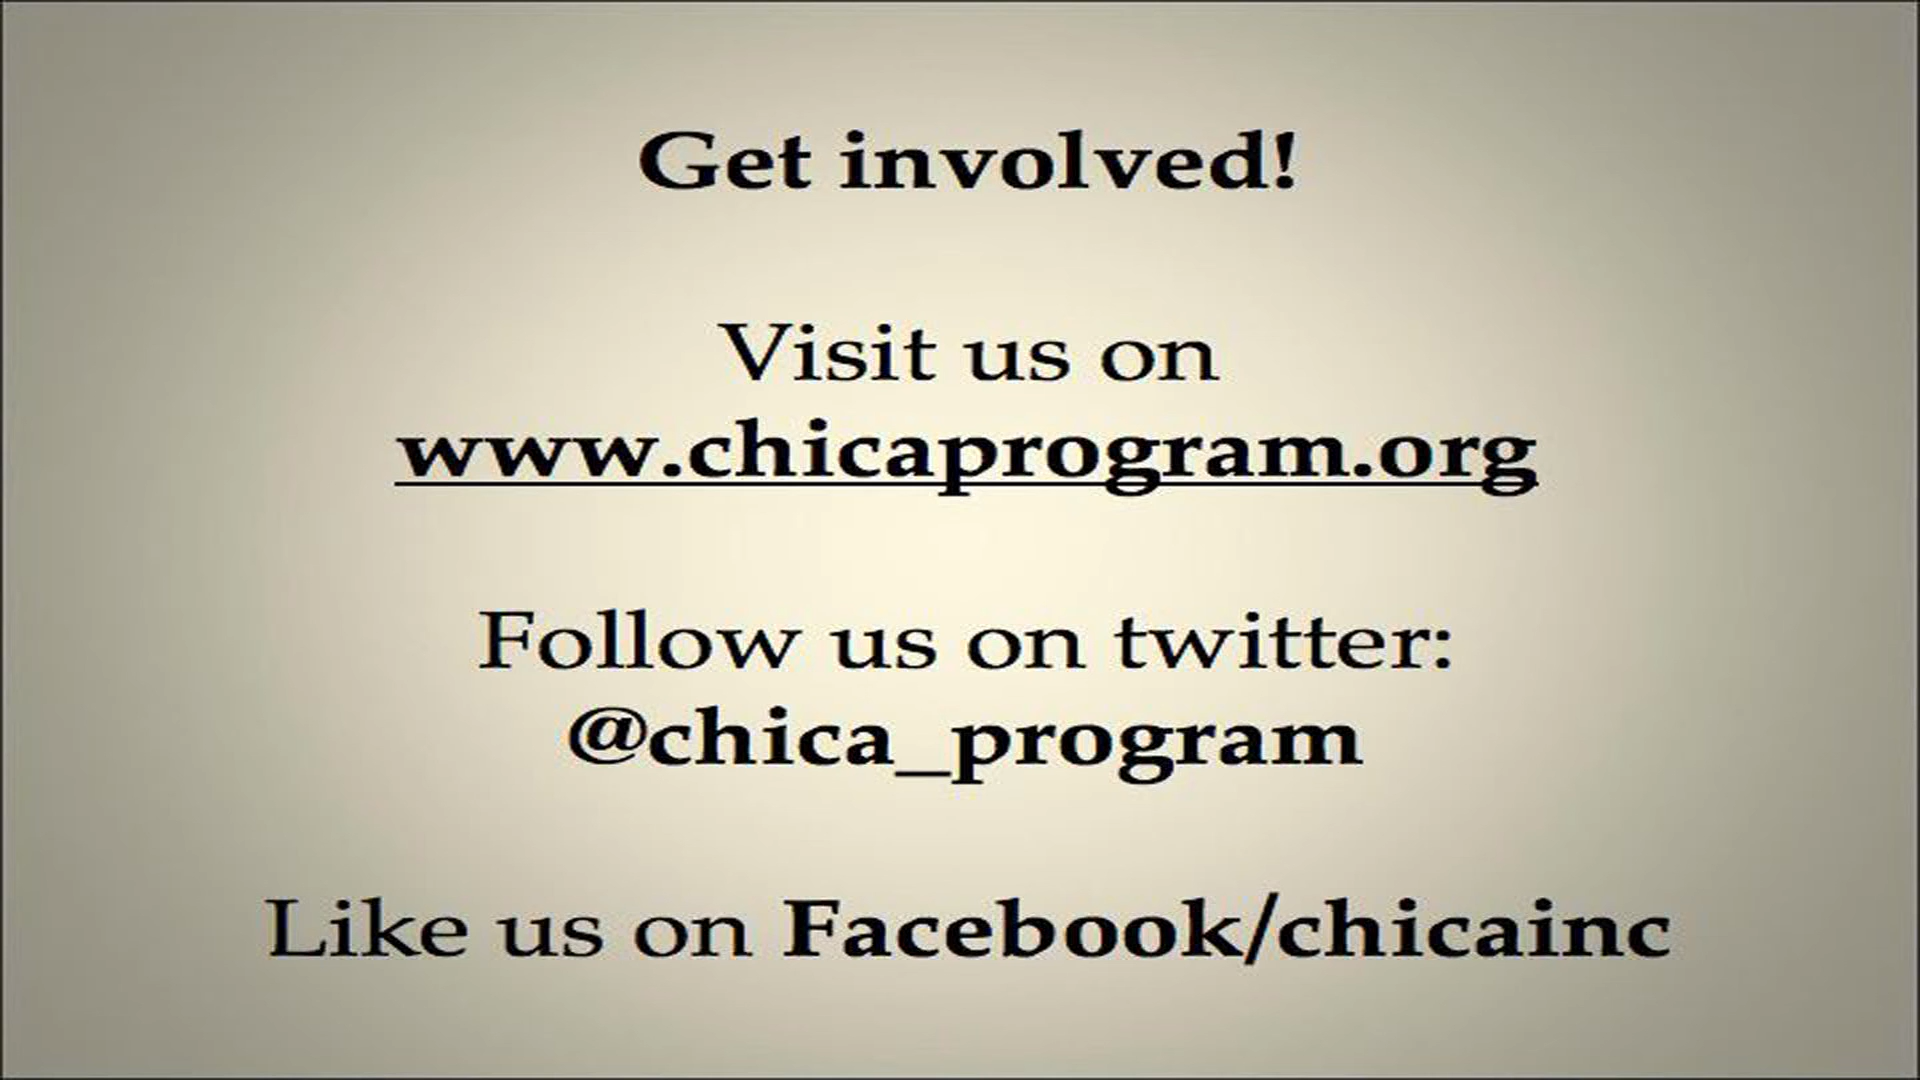 Get involved!
Visit us on
www.chicaprogram.org
Follow us on twitter:
@chica_program
Like us on Facebook/chicainc